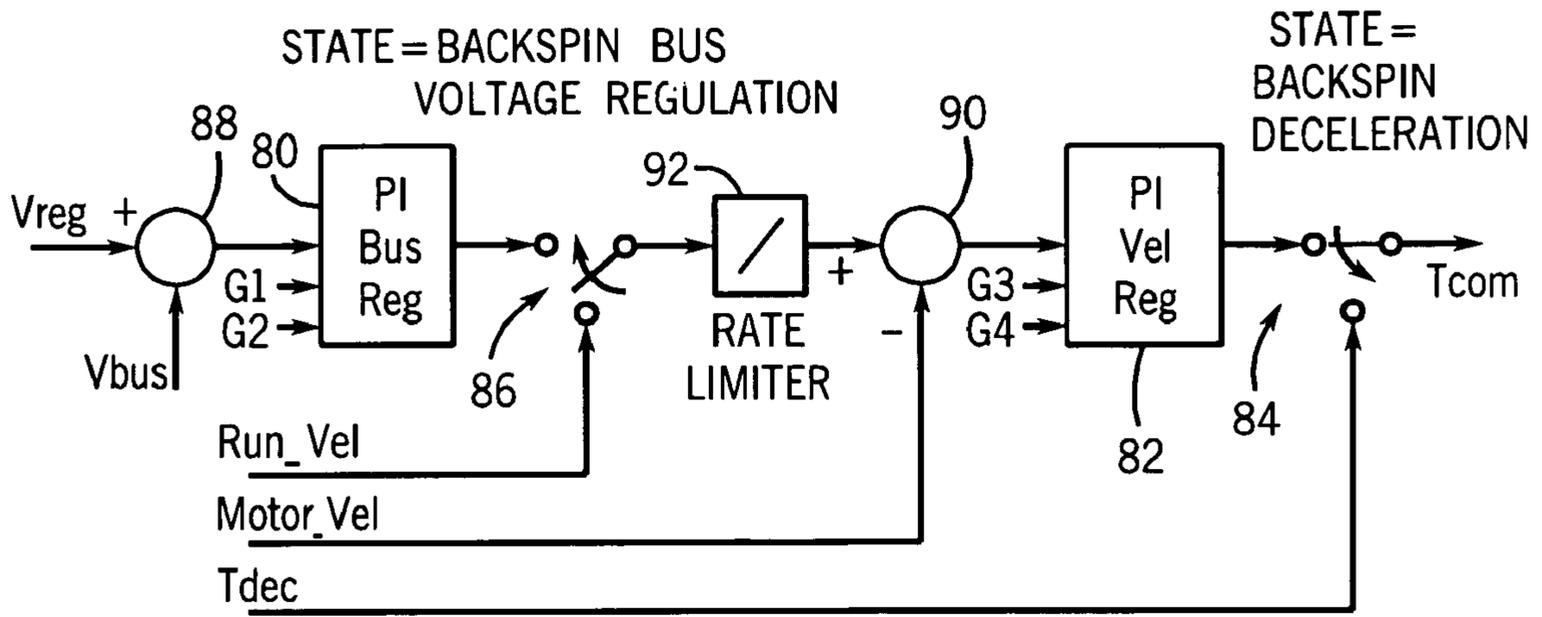 STATE = BACKSPIN BUS
VOLTAGE REGULATION
STATE =
BACKSPIN
DECELERATION
88
80
92
90
Vreg
+
PI
Bus
Reg
G1
G2
Vbus
86
RATE
LIMITER
+
-
G3
G4
PI
Vel
Reg
82
84
Tcom
Run_Vel
Motor_Vel
Tdec